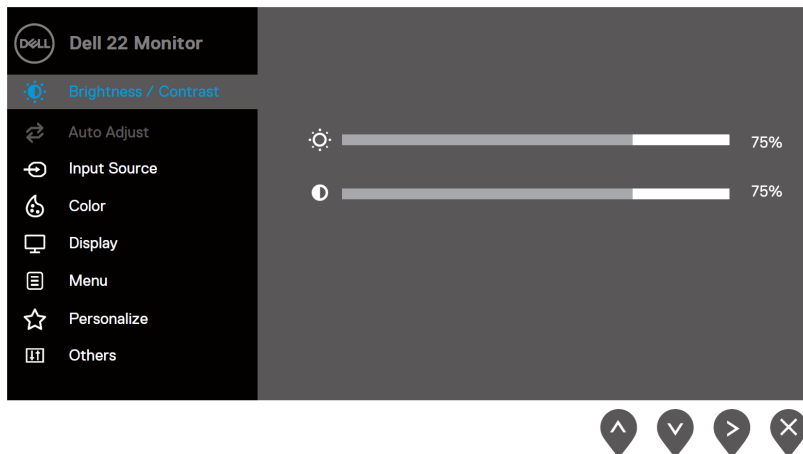 DELL
Dell 22 Monitor
Brightness / Contrast
Auto Adjust
75%
Input Source
75%
Color
Display
Menu
Personalize
Others